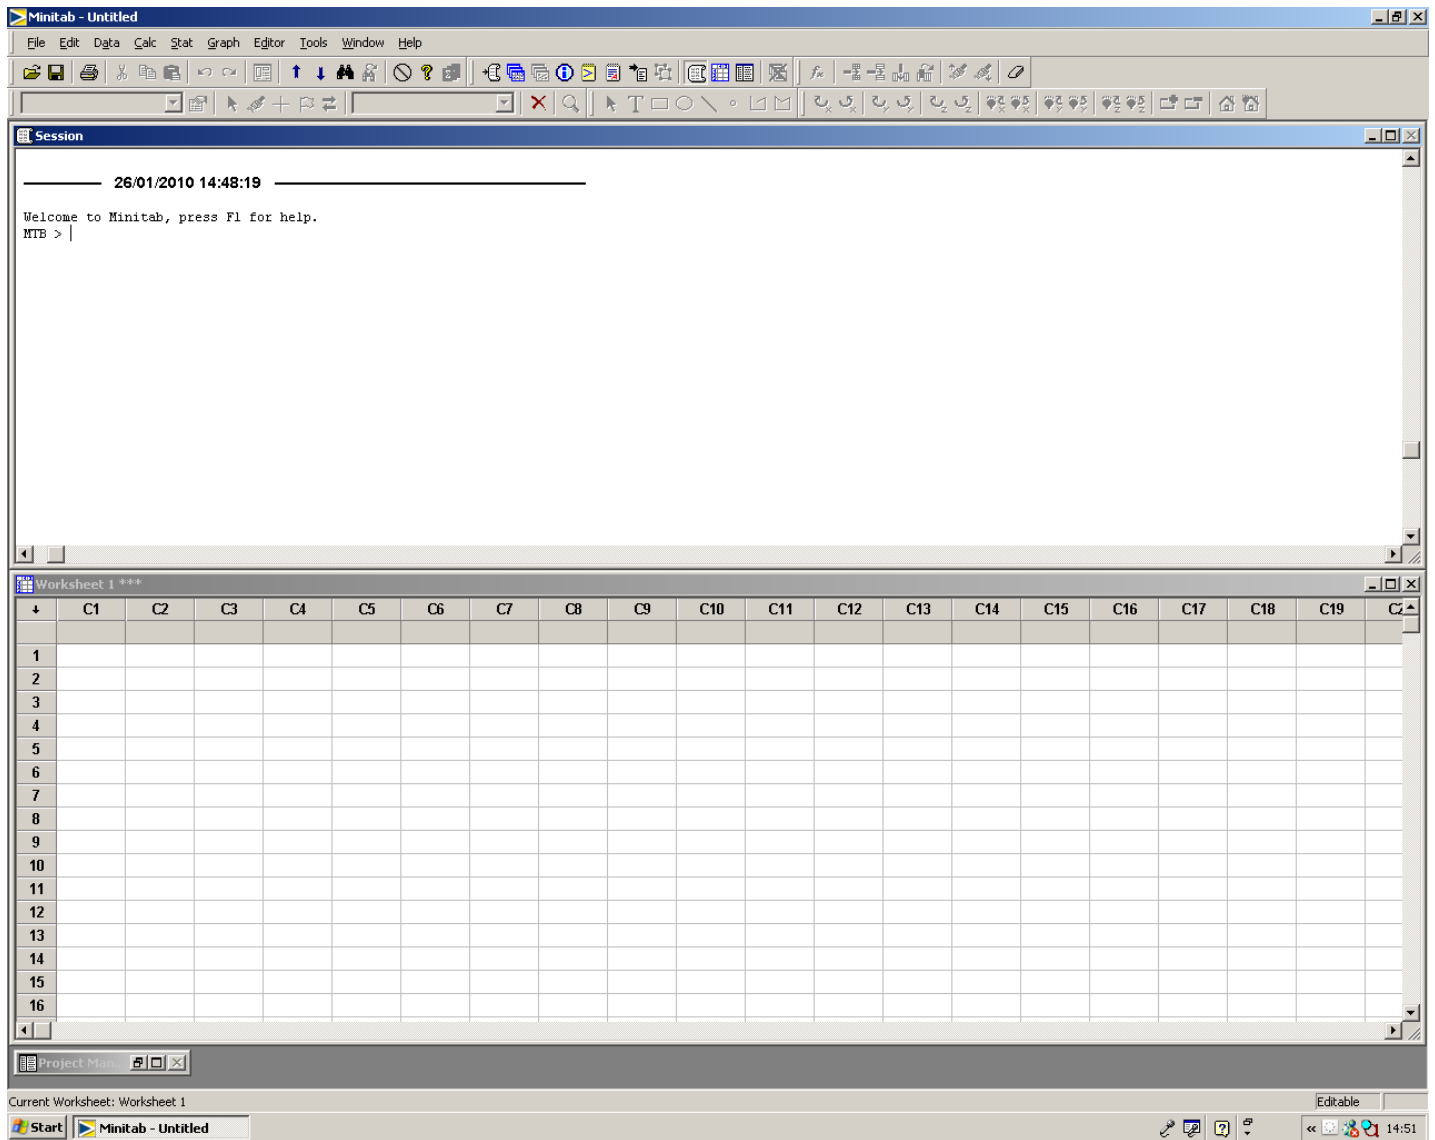 Minitab - Untitled
File Edit Data Calc Stat Graph Editor Tools Window Help
Session
26/01/2010 14:48:19
Welcome to Minitab, press F1 for help.
MTB >
Worksheet 1 ***
C1 C2 C3 C4 C5 C6 C7 C8 C9 C10 C11 C12 C13 C14 C15 C16 C17 C18 C19
1
2
3
4
5
6
7
8
9
10
11
12
13
14
15
16
Project Man...
Current Worksheet: Worksheet 1 Editable
Start Minitab - Untitled 14:51